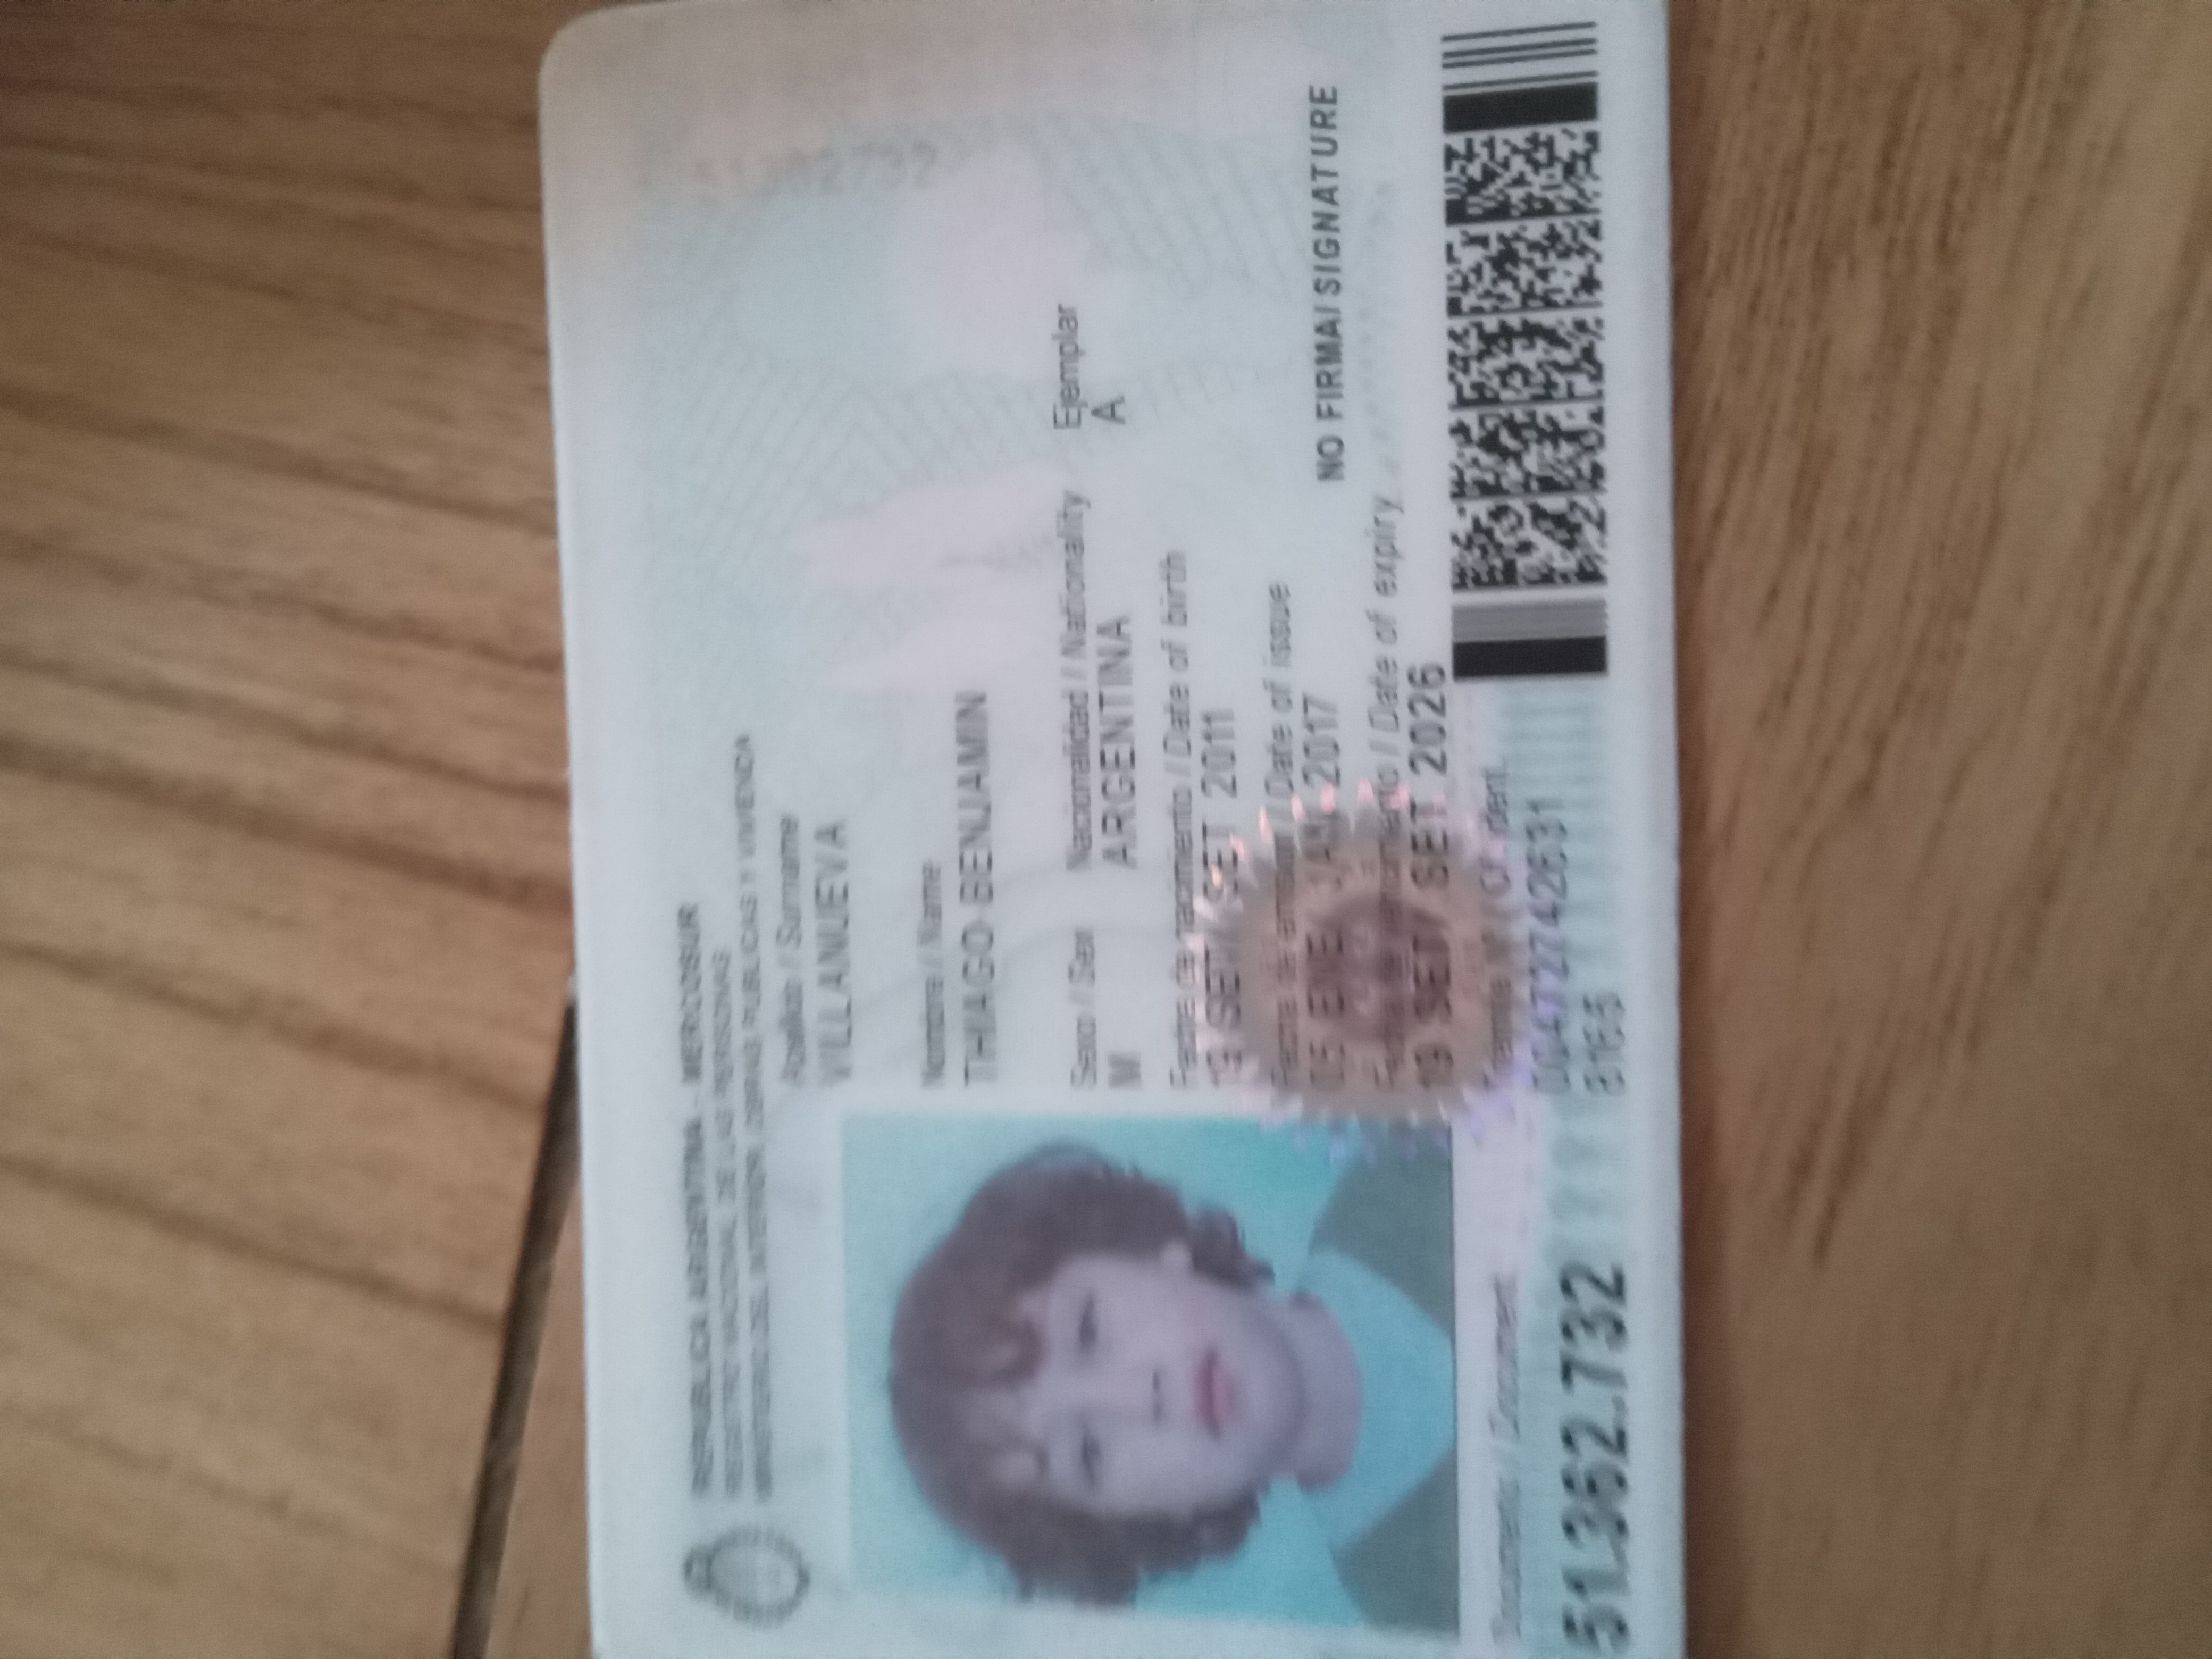 REPUBLICA ARGENTINA - MERCOSUR
REGISTRO NACIONAL DE LAS PERSONAS
MINISTERIO DEL INTERIOR, OBRAS PUBLICAS Y VIVIENDA
Apellido / Surname
VILLANUEVA
Nombre / Name
THIAGO BENJAMIN
Sexo / Sex Nacionalidad / Nationality Ejemplar
M ARGENTINA A
Fecha de nacimiento / Date of birth
19 SET/ SET 2011
Fecha de emisión / Date of issue
05 ENE/ JAN 2017
NO FIRMA/ SIGNATURE
Fecha de vencimiento / Date of expiry
19 SET/ SET 2026
Documento / Document
51.362.732
Trámite Nº / Of. ident.
00472742631